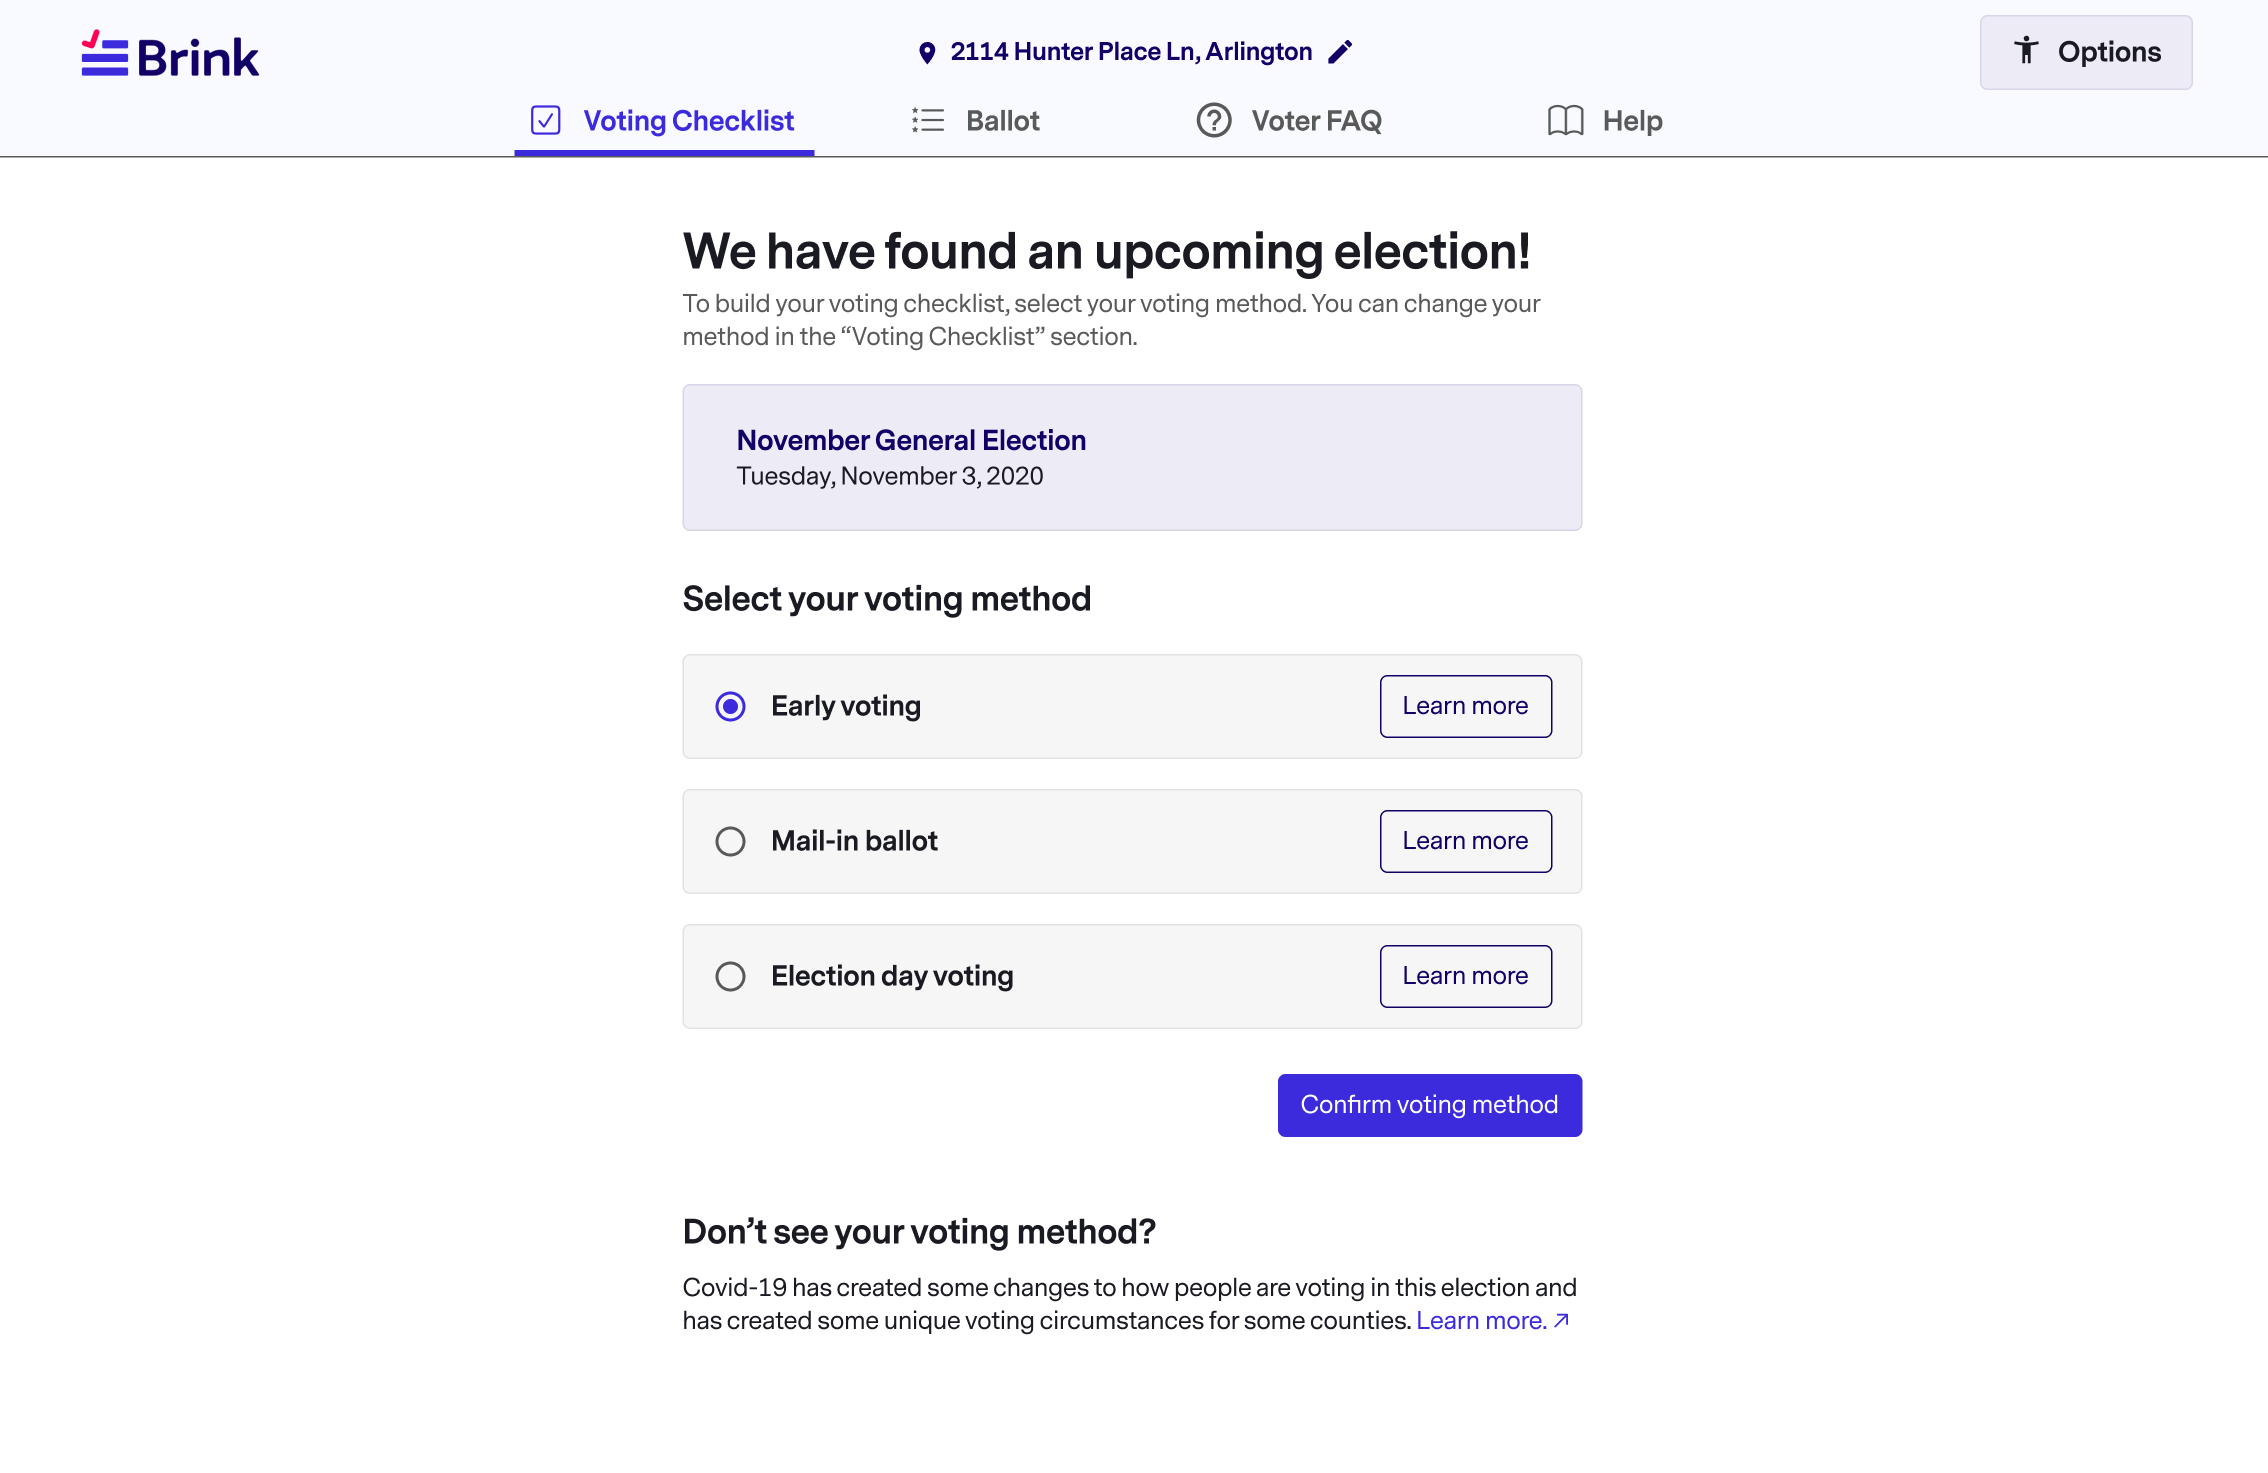 Brink
2114 Hunter Place Ln, Arlington
Options
Voting Checklist
Ballot
Voter FAQ
Help
We have found an upcoming election!
To build your voting checklist, select your voting method. You can change your
method in the “Voting Checklist” section.
November General Election
Tuesday, November 3, 2020
Select your voting method
Early voting
Learn more
Mail-in ballot
Learn more
Election day voting
Learn more
Confirm voting method
Don’t see your voting method?
Covid-19 has created some changes to how people are voting in this election and
has created some unique voting circumstances for some counties. Learn more.